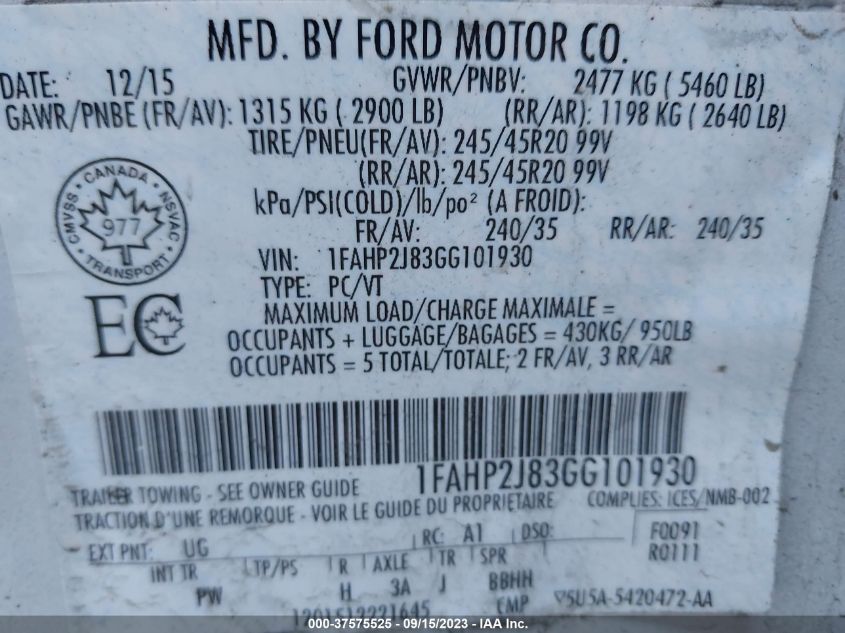 MFD. BY FORD MOTOR CO.
DATE: 12/15 GVWR/PNBV: 2477 KG ( 5460 LB)
GAWR/PNBE (FR/AV): 1315 KG ( 2900 LB) (RR/AR): 1198 KG ( 2640 LB)
TIRE/PNEU(FR/AV): 245/45R20 99V
(RR/AR): 245/45R20 99V
kPa/PSI(COLD)/lb/po² (A FROID):
FR/AV: 240/35 RR/AR: 240/35
CANADA
CMVSS 977 NSVAC
TRANSPORT
VIN: 1FAHP2J83GG101930
TYPE: PC/VT
EC
MAXIMUM LOAD/CHARGE MAXIMALE =
OCCUPANTS + LUGGAGE/BAGAGES = 430KG/ 950LB
OCCUPANTS = 5 TOTAL/TOTALE; 2 FR/AV, 3 RR/AR
1FAHP2J83GG101930
TRAILER TOWING - SEE OWNER GUIDE COMPLIES: ICES/NMB-002
TRACTION D'UNE REMORQUE - VOIR LE GUIDE DU PROPRIETAIRE
EXT PNT: UG RC: A1 DSO: F0091
R0111
INT TR TP/PS R AXLE TR SPR
PW H 3A J BBHH
1201512221645 CMP 5U5A-5420472-AA
000-37575525 - 09/15/2023 - IAA Inc.